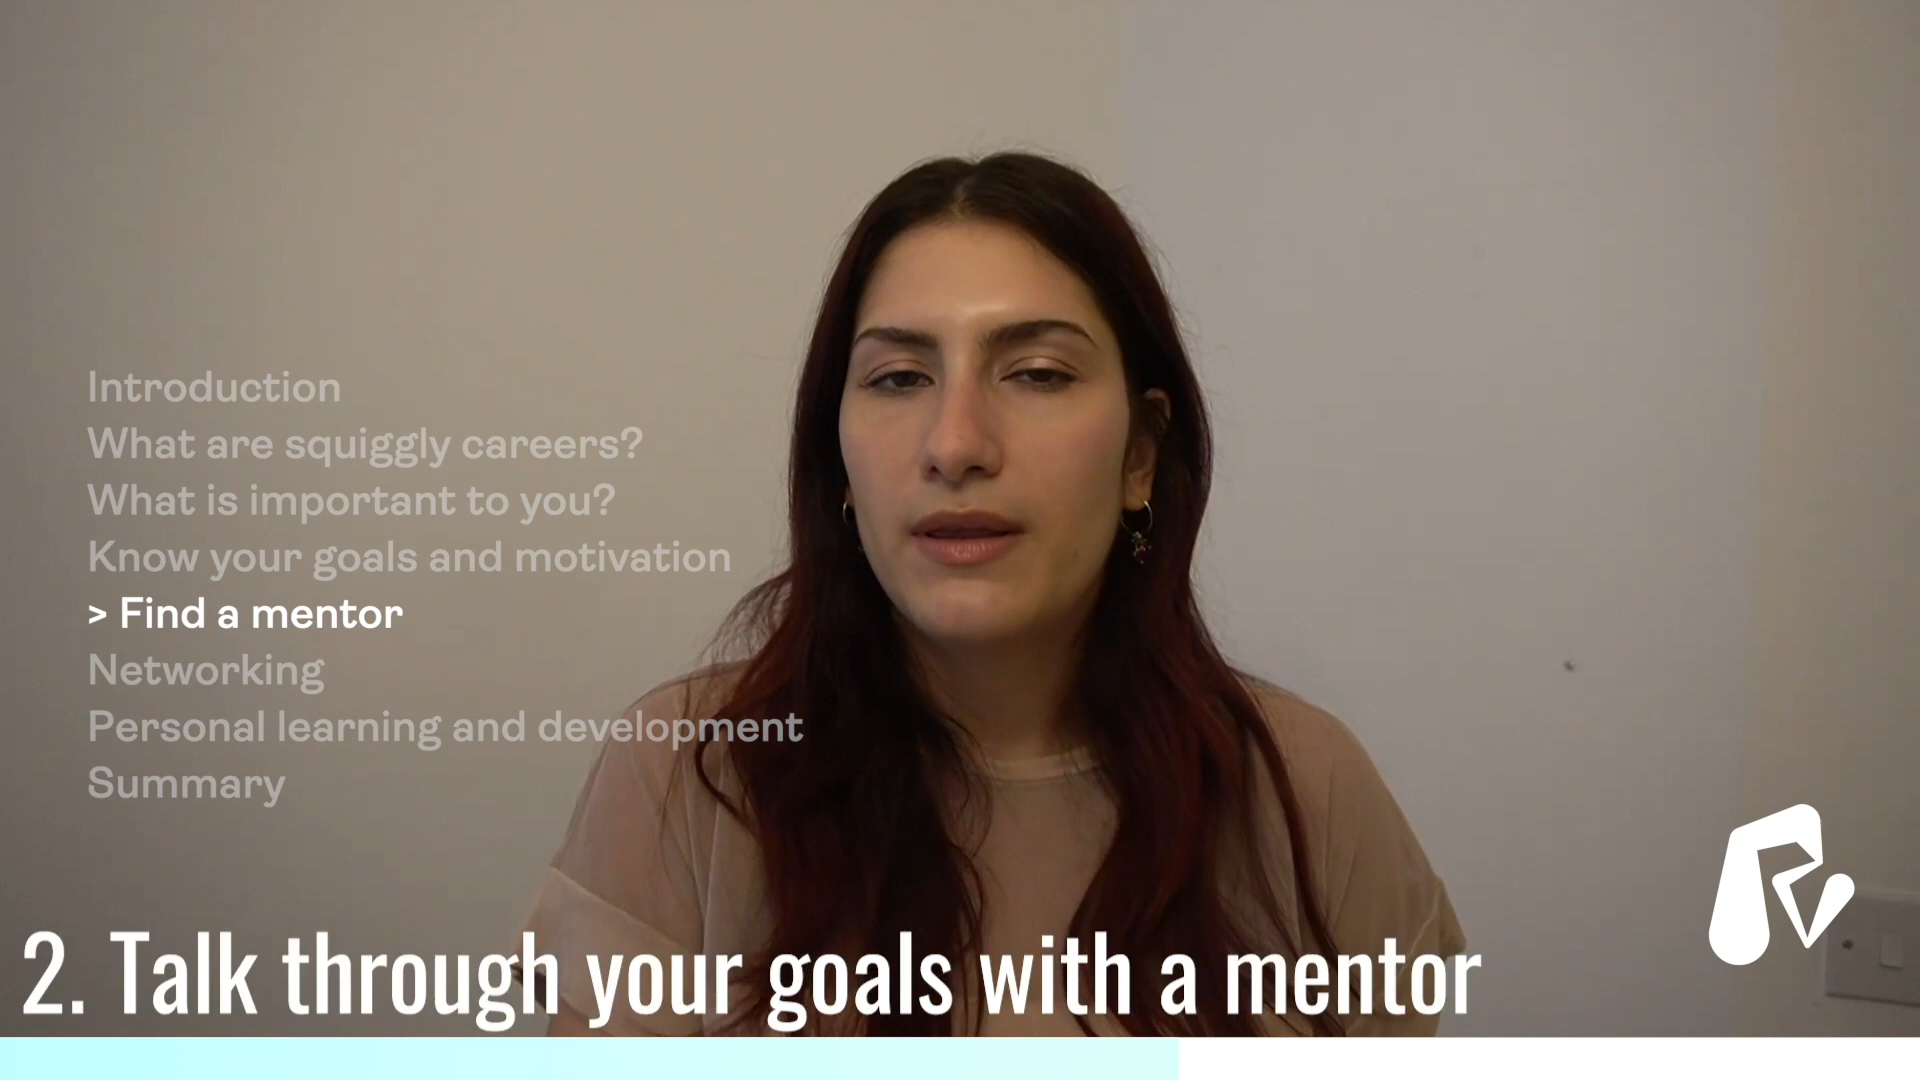 Introduction
What are squiggly careers?
What is important to you?
Know your goals and motivation
> Find a mentor
Networking
Personal learning and development
Summary
2. Talk through your goals with a mentor